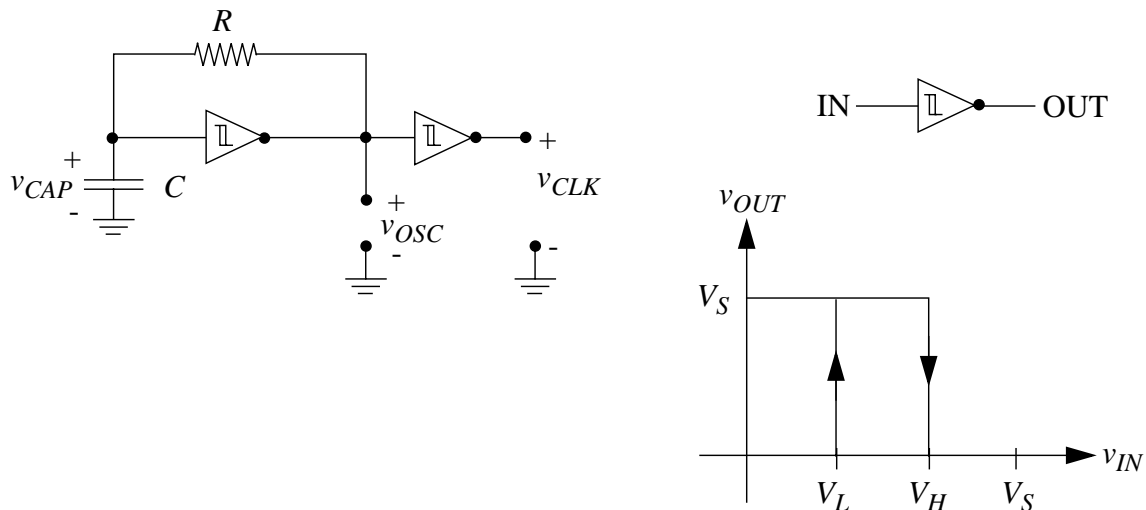 R
IN OUT
+
v_CAP C
-
+
v_OSC
-
+
v_CLK
-
v_OUT
V_S
v_IN
V_L V_H V_S